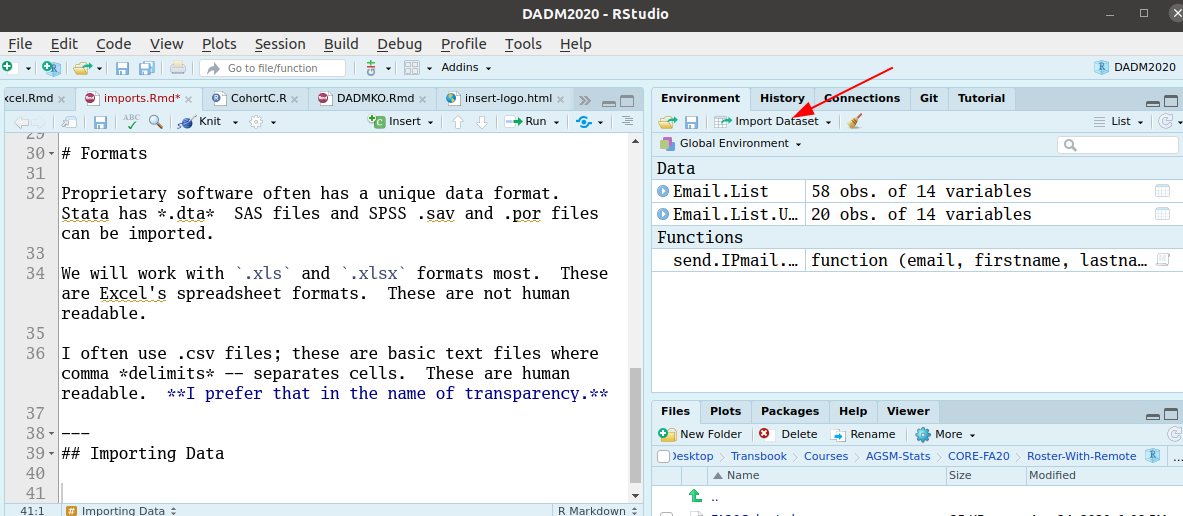 DADM2020 - RStudio
File Edit Code View Plots Session Build Debug Profile Tools Help
Go to file/function Addins DADM2020
xcel.Rmd imports.Rmd* CohortC.R DADMKO.Rmd insert-logo.html
Knit Insert Run
29
30 # Formats
31
32 Proprietary software often has a unique data format.
Stata has *.dta* SAS files and SPSS .sav and .por files
can be imported.
33
34 We will work with `.xls` and `.xlsx` formats most. These
are Excel's spreadsheet formats. These are not human
readable.
35
36 I often use .csv files; these are basic text files where
comma *delimits* -- separates cells. These are human
readable. **I prefer that in the name of transparency.**
37
38 ---
39 ## Importing Data
40
41
41:1 # Importing Data R Markdown
Environment History Connections Git Tutorial
Import Dataset List
Global Environment
Data
Email.List 58 obs. of 14 variables
Email.List.U... 20 obs. of 14 variables
Functions
send.IPmail.... function (email, firstname, lastna...
Files Plots Packages Help Viewer
New Folder Delete Rename More
Desktop Transbook Courses AGSM-Stats CORE-FA20 Roster-With-Remote ...
Name Size Modified
..